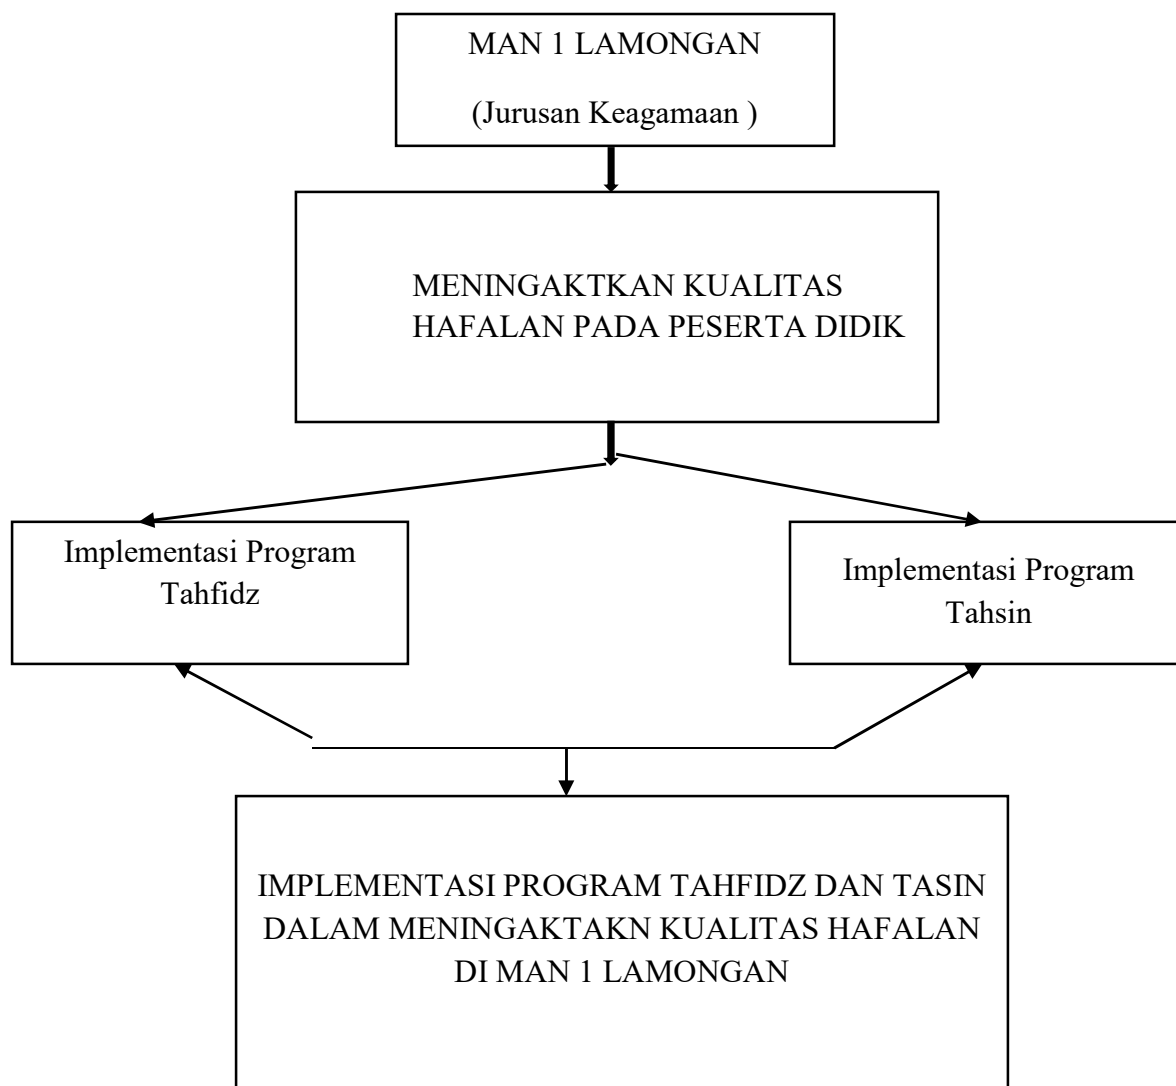 MAN 1 LAMONGAN
(Jurusan Keagamaan )
MENINGAKTKAN KUALITAS
HAFALAN PADA PESERTA DIDIK
Implementasi Program
Tahfidz
Implementasi Program
Tahsin
IMPLEMENTASI PROGRAM TAHFIDZ DAN TASIN
DALAM MENINGAKTAKN KUALITAS HAFALAN
DI MAN 1 LAMONGAN